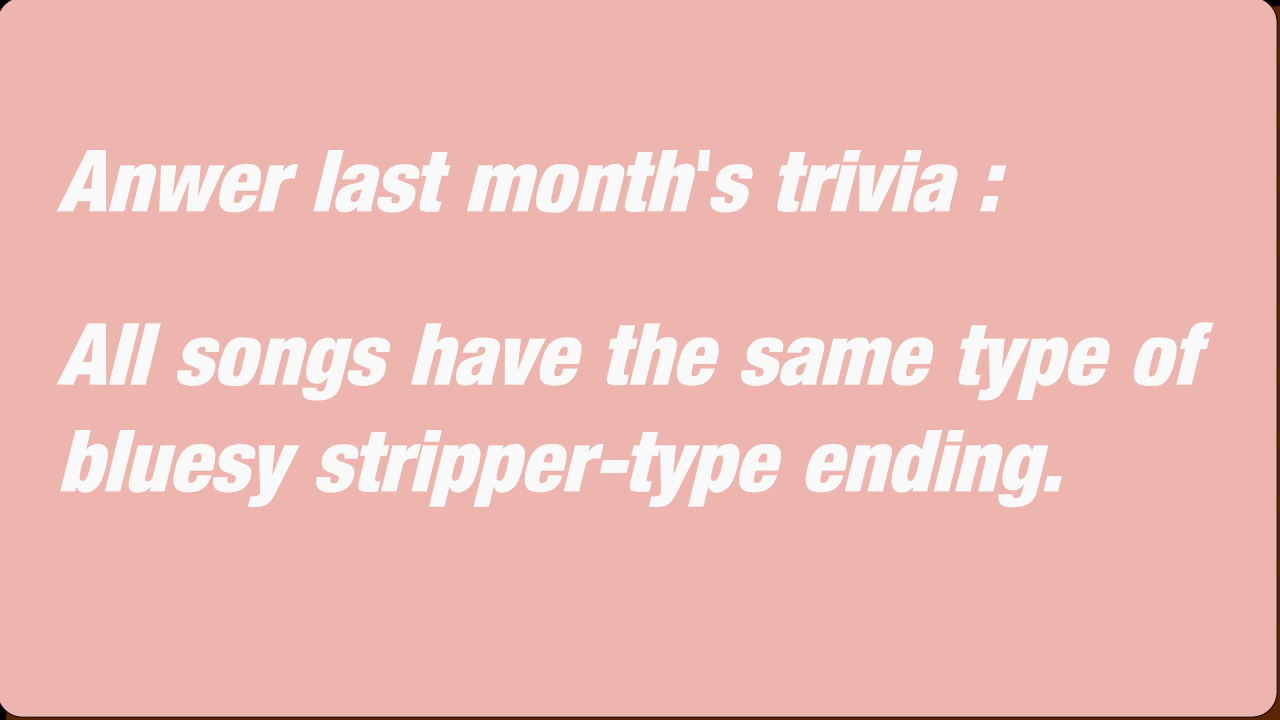 Anwer last month's trivia :
All songs have the same type of
bluesy stripper-type ending.